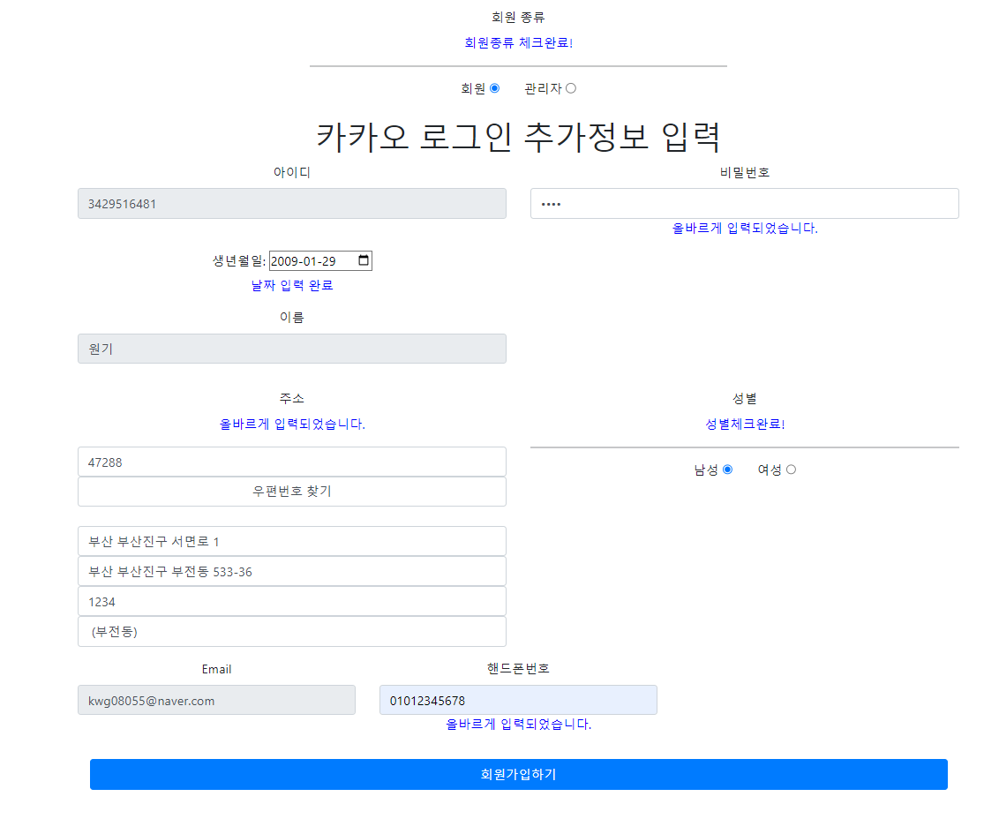 회원 종류
회원종류 체크완료!
회원 관리자
카카오 로그인 추가정보 입력
아이디
3429516481
비밀번호
••••
올바르게 입력되었습니다.
생년월일: 2009-01-29
날짜 입력 완료
이름
원기
주소
올바르게 입력되었습니다.
47288
우편번호 찾기
부산 부산진구 서면로 1
부산 부산진구 부전동 533-36
1234
(부전동)
성별
성별체크완료!
남성 여성
Email
kwg08055@naver.com
핸드폰번호
01012345678
올바르게 입력되었습니다.
회원가입하기